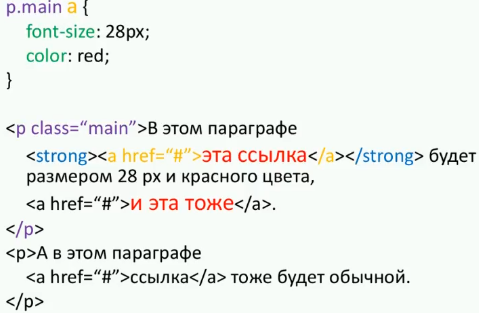 p.main a {
font-size: 28px;
color: red;
}
<p class=“main”>В этом параграфе
<strong><a href=“#”>эта ссылка</a></strong> будет
размером 28 px и красного цвета,
<a href=“#”>и эта тоже</a>.
</p>
<p>А в этом параграфе
<a href=“#”>ссылка</a> тоже будет обычной.
</p>